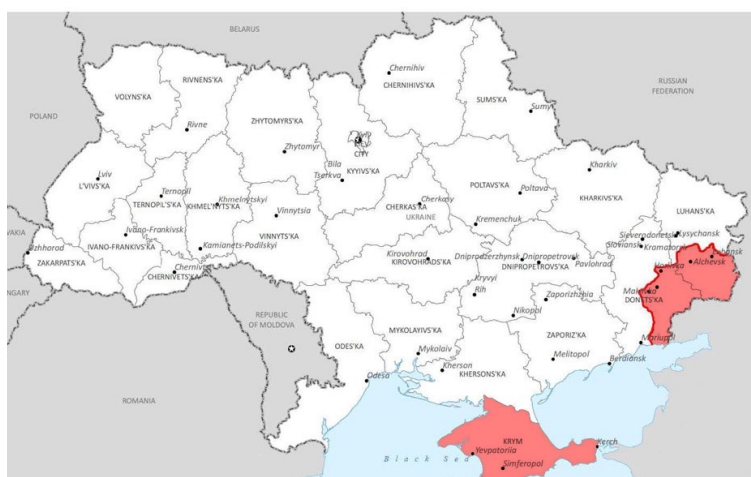 BELARUS
Chernihiv
RIVNENS'KA
CHERNIHIVS'KA
VOLYNS'KA
RUSSIAN
FEDERATION
SUMS'KA
POLAND
Sumy
ZHYTOMYRS'KA
Rivne
CITY
Zhytomyr
Kharkiv
Bila
Tserkva
KYYIVS'KA
Lviv
POLTAVS'KA
L'VIVS'KA
Ternopil
Poltava
KHARKIVS'KA
TERNOPIL'S'KA
KHMEL'NYTS'KA
Khmelnytskyi
CHERKAS'KA
Cherkasy
LUHANS'KA
Vinnytsia
UKRAINE
Kremenchuk
Ivano-Frankivsk
VINNYTS'KA
Sieverodonetsk
Lysychansk
IVANO-FRANKIVS'KA
Kamianets-Podilskyi
Sloviansk
Kramatorsk
Uzhhorod
Kirovohrad
Dniprodzerzhynsk
Dnipropetrovsk
ZAKARPATS'KA
KIROVOHRADS'KA
Pavlohrad
Alchevsk
CHERNIVETS'KA
DNIPROPETROVS'KA
Kryvyi
Rih
Makiivka
DONETS'KA
Zaporizhzhia
REPUBLIC
OF MOLDOVA
Nikopol
MYKOLAYIVS'KA
ZAPORIZ'KA
ODES'KA
Mariupol
Mykolaiv
Melitopol
Berdiansk
Kherson
KHERSONS'KA
Odesa
ROMANIA
KRYM
Kerch
Black Sea
Yevpatoriia
Simferopol